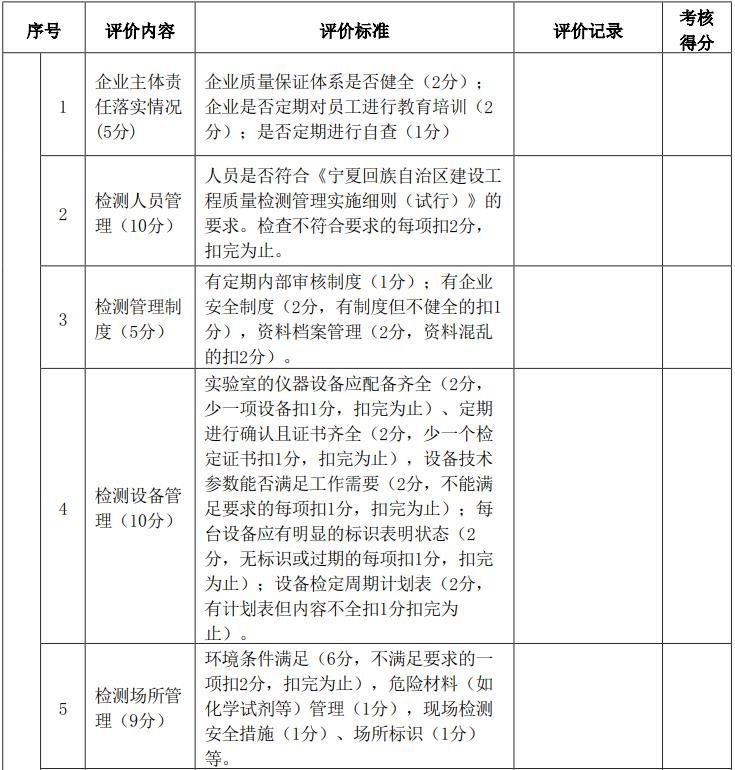 序号 评价内容 评价标准 评价记录 考核
得分
1
企业主体责
任落实情况
(5分)
企业质量保证体系是否健全（2分）；
企业是否定期对员工进行教育培训（2
分）；是否定期进行自查（1分）
2
检测人员管
理（10分）
人员是否符合《宁夏回族自治区建设工
程质量检测管理实施细则（试行）》的
要求。检查不符合要求的每项扣2分，
扣完为止。
3
检测管理制
度（5分）
有定期内部审核制度（1分）；有企业
安全制度（2分，有制度但不健全的扣1
分），资料档案管理（2分，资料混乱
的扣2分）。
4
检测设备管
理（10分）
实验室的仪器设备应配备齐全（2分，
少一项设备扣1分，扣完为止）、定期
进行确认且证书齐全（2分，少一个检
定证书扣1分，扣完为止），设备技术
参数能否满足工作需要（2分，不能满
足要求的每项扣1分，扣完为止）；每
台设备应有明显的标识表明状态（2
分，无标识或过期的每项扣1分，扣完
为止）；设备检定周期计划表（2分，
有计划表但内容不全扣1分扣完为
止）。
5
检测场所管
理（9分）
环境条件满足（6分，不满足要求的一
项扣2分，扣完为止），危险材料（如
化学试剂等）管理（1分），现场检测
安全措施（1分）、场所标识（1分）
等。